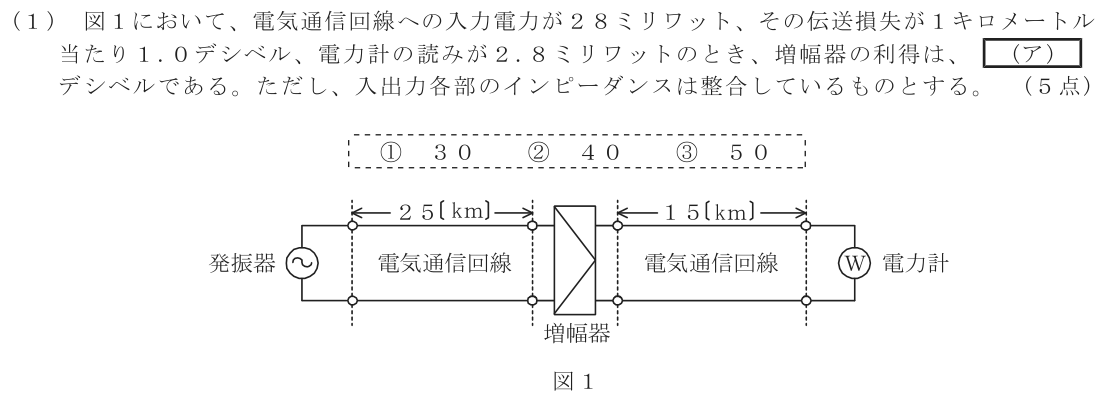 (１) 図１において、電気通信回線への入力電力が２８ミリワット、その伝送損失が１キロメートル
当たり１.０デシベル、電力計の読みが２.８ミリワットのとき、増幅器の利得は、 (ア)
デシベルである。ただし、入出力各部のインピーダンスは整合しているものとする。 (５点)
① ３０ ② ４０ ③ ５０
２５〔km〕 １５〔km〕
発振器 電気通信回線 電気通信回線 W 電力計
増幅器
図１